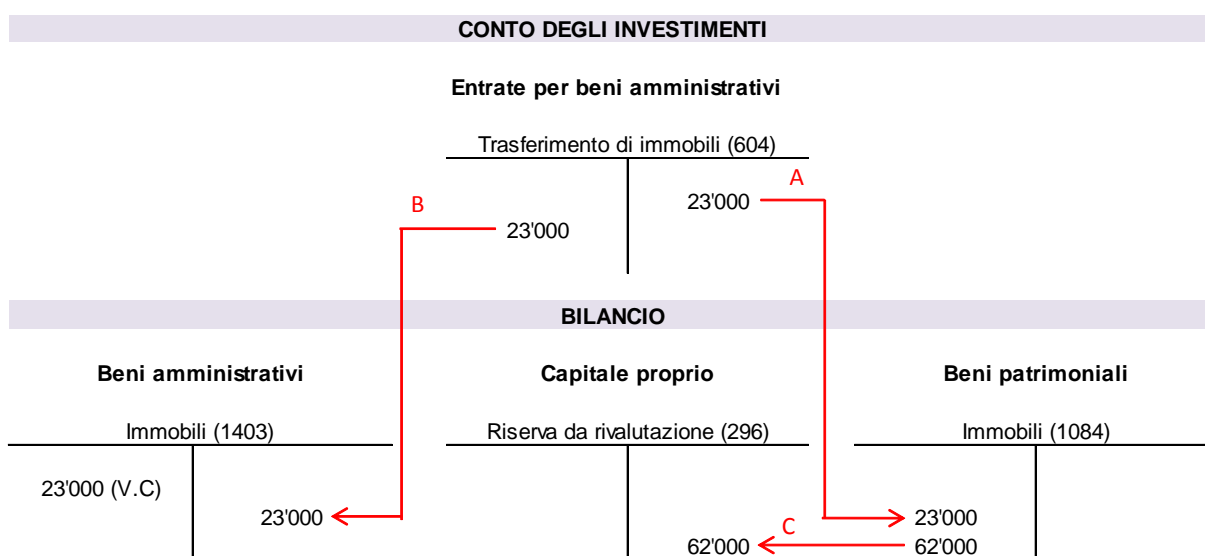 CONTO DEGLI INVESTIMENTI
Entrate per beni amministrativi
Trasferimento di immobili (604)
A
23'000
B
23'000
BILANCIO
Beni amministrativi Capitale proprio Beni patrimoniali
Immobili (1403) Riserva da rivalutazione (296) Immobili (1084)
23'000 (V.C)
23'000 23'000
C
62'000 62'000